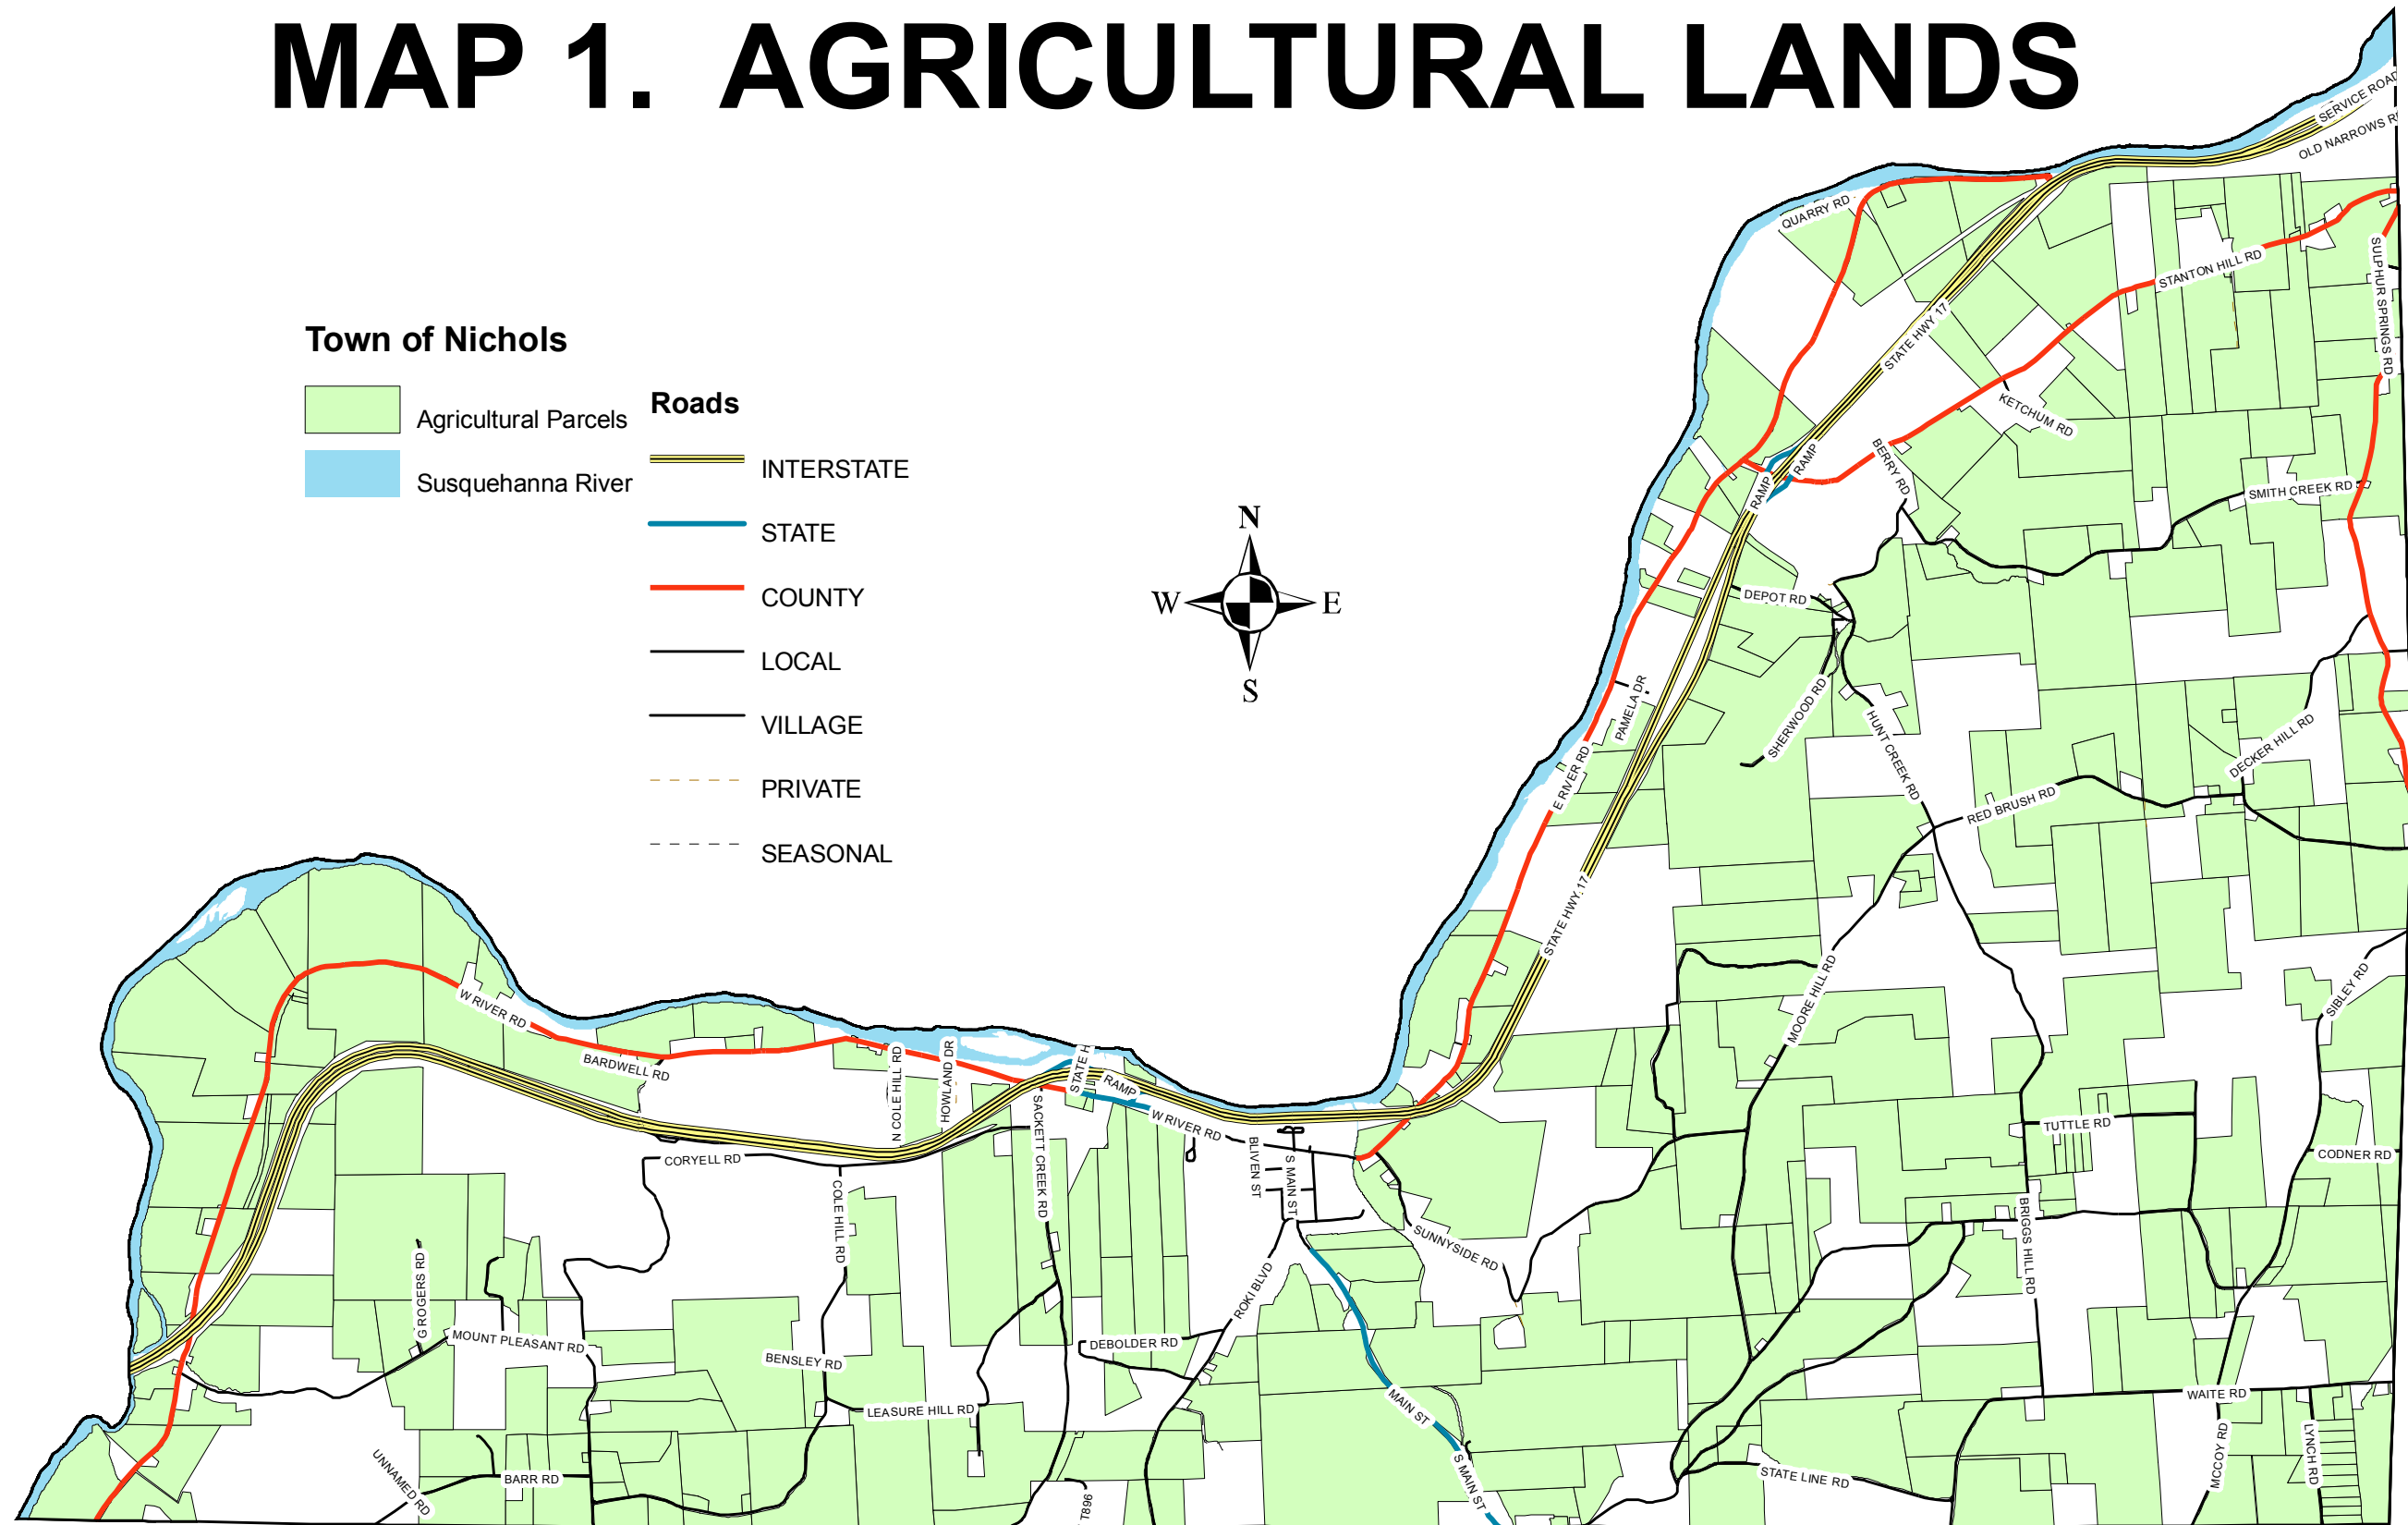 MAP 1. AGRICULTURAL LANDS
SERVICE ROAD
OLD NARROWS R
QUARRY RD
STANTON HILL RD
SULPHUR SPRINGS RD
STATE HWY 17
Town of Nichols
Agricultural Parcels
Susquehanna River
Roads
INTERSTATE
STATE
COUNTY
LOCAL
VILLAGE
PRIVATE
SEASONAL
N
W
E
S
KETCHUM RD
BERRY RD
RAMP
RAMP
SMITH CREEK RD
DEPOT RD
PAMELA DR
SHERWOOD RD
HUNT CREEK RD
DECKER HILL RD
E RIVER RD
RED BRUSH RD
STATE HWY 17
MOORE HILL RD
SIBLEY RD
W RIVER RD
BARDWELL RD
N COLE HILL RD
HOWLAND DR
STATE H
RAMP
W RIVER RD
SACKETT CREEK RD
CORYELL RD
COLE HILL RD
BLIVEN ST
S MAIN ST
TUTTLE RD
CODNER RD
BRIGGS HILL RD
SUNNYSIDE RD
ROKI BLVD
G ROGERS RD
MOUNT PLEASANT RD
BENSLEY RD
DEBOLDER RD
LEASURE HILL RD
MAIN ST
WAITE RD
UNNAMED RD
BARR RD
T896
S MAIN ST
STATE LINE RD
MCCOY RD
LYNCH RD